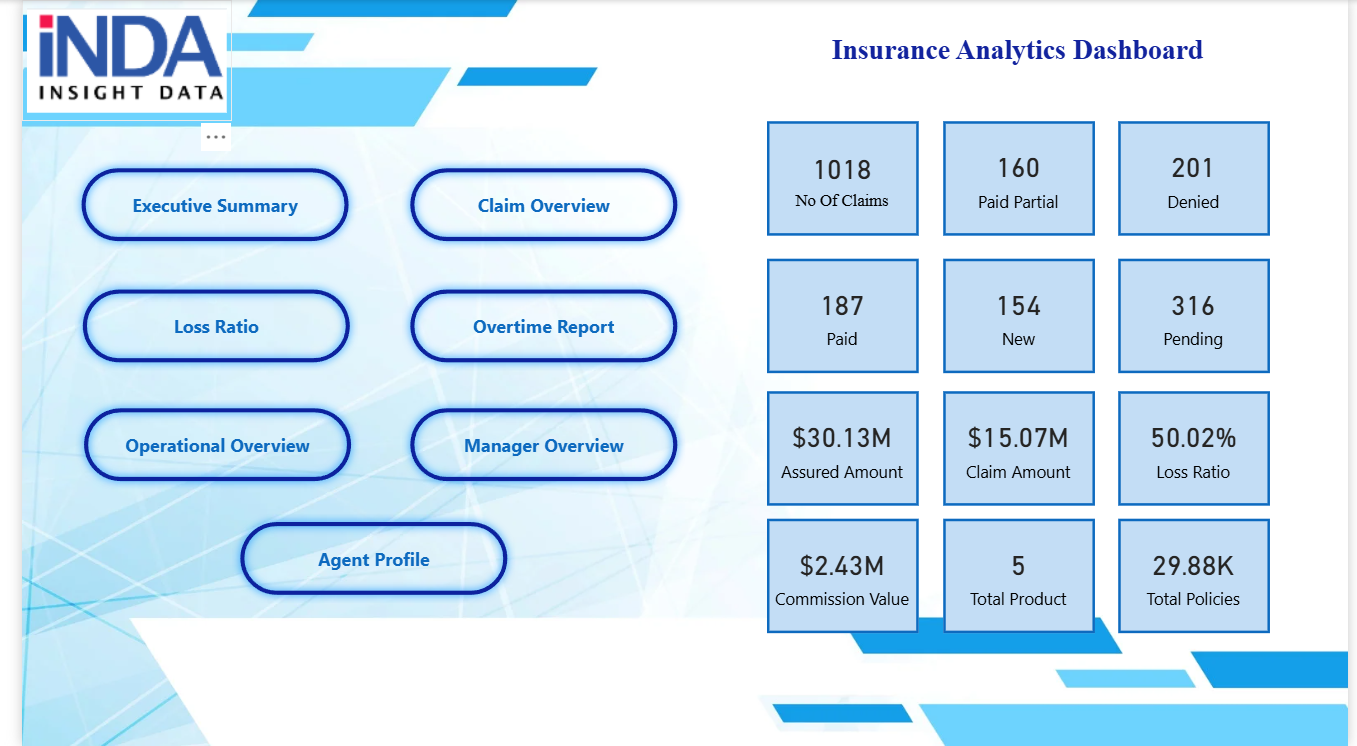 iNDA
INSIGHT DATA
Insurance Analytics Dashboard
Executive Summary
Claim Overview
Loss Ratio
Overtime Report
Operational Overview
Manager Overview
Agent Profile
1018
No Of Claims
160
Paid Partial
201
Denied
187
Paid
154
New
316
Pending
$30.13M
Assured Amount
$15.07M
Claim Amount
50.02%
Loss Ratio
$2.43M
Commission Value
5
Total Product
29.88K
Total Policies